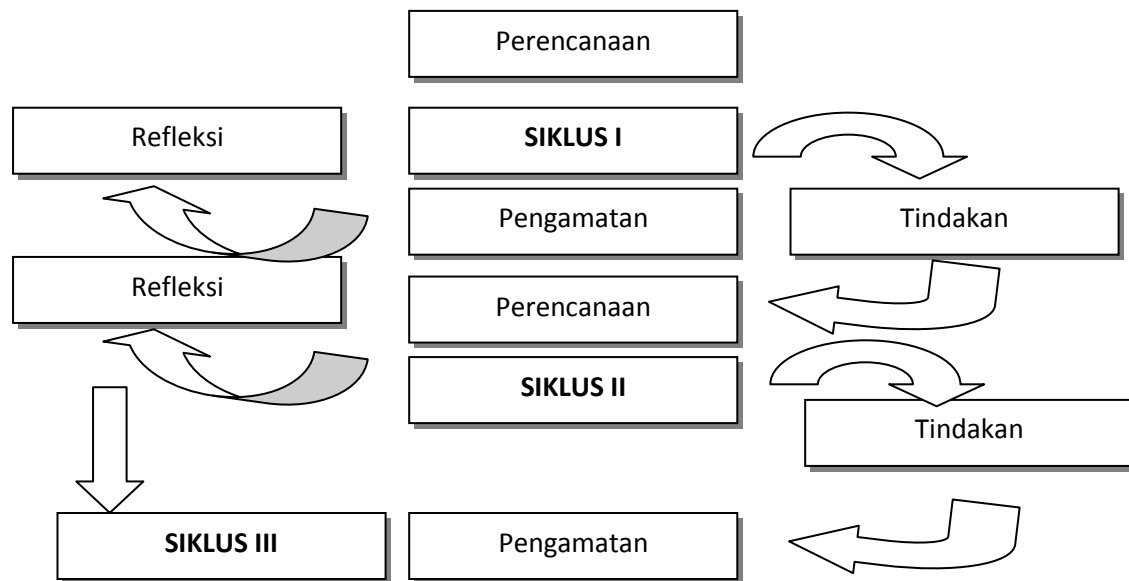 Perencanaan
Refleksi
SIKLUS I
Pengamatan
Tindakan
Refleksi
Perencanaan
SIKLUS II
Tindakan
SIKLUS III
Pengamatan